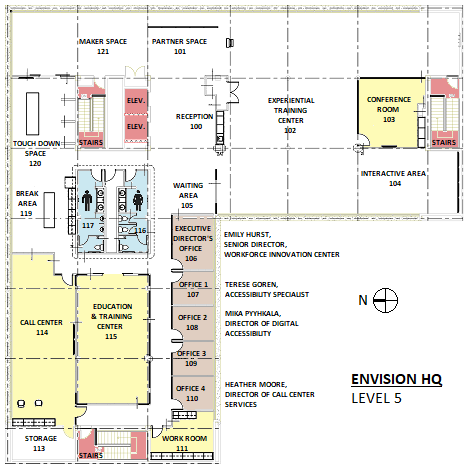 MAKER SPACE
121
PARTNER SPACE
101
ELEV.
ELEV.
RECEPTION
100
EXPERIENTIAL
TRAINING
CENTER
102
CONFERENCE
ROOM
103
STAIRS
STAIRS
TOUCH DOWN
SPACE
120
INTERACTIVE AREA
104
BREAK
AREA
119
WAITING
AREA
105
117
116
EXECUTIVE
DIRECTOR'S
OFFICE
106
EMILY HURST,
SENIOR DIRECTOR,
WORKFORCE INNOVATION CENTER
OFFICE 1
107
TERESE GOREN,
ACCESSIBILITY SPECIALIST
N
CALL CENTER
114
EDUCATION
& TRAINING
CENTER
115
OFFICE 2
108
MIKA PYYHKALA,
DIRECTOR OF DIGITAL
ACCESSIBILITY
OFFICE 3
109
OFFICE 4
110
HEATHER MOORE,
DIRECTOR OF CALL CENTER
SERVICES
ENVISION HQ
LEVEL 5
STORAGE
113
STAIRS
WORK ROOM
111